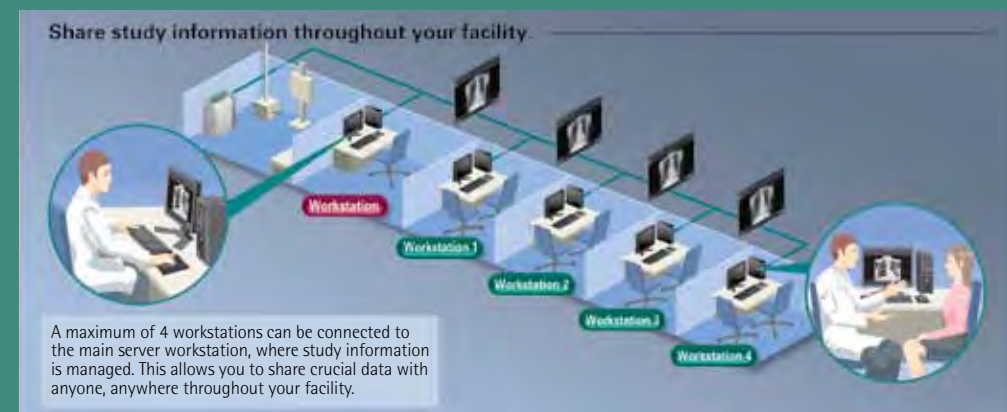 Share study information throughout your facility.
Workstation
Workstation 1
Workstation 2
Workstation 3
Workstation 4
A maximum of 4 workstations can be connected to
the main server workstation, where study information
is managed. This allows you to share crucial data with
anyone, anywhere throughout your facility.